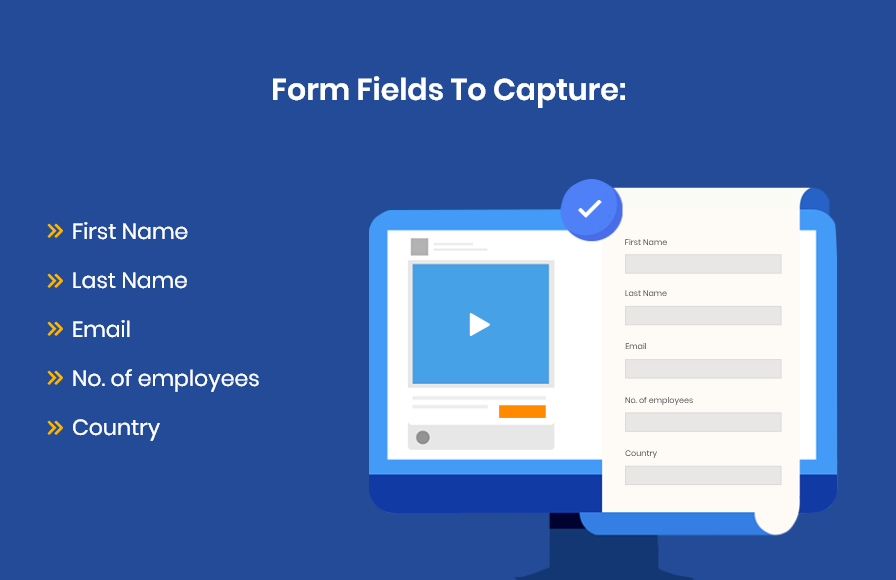 Form Fields To Capture:
First Name
Last Name
Email
No. of employees
Country
First Name
Last Name
Email
No. of employees
Country